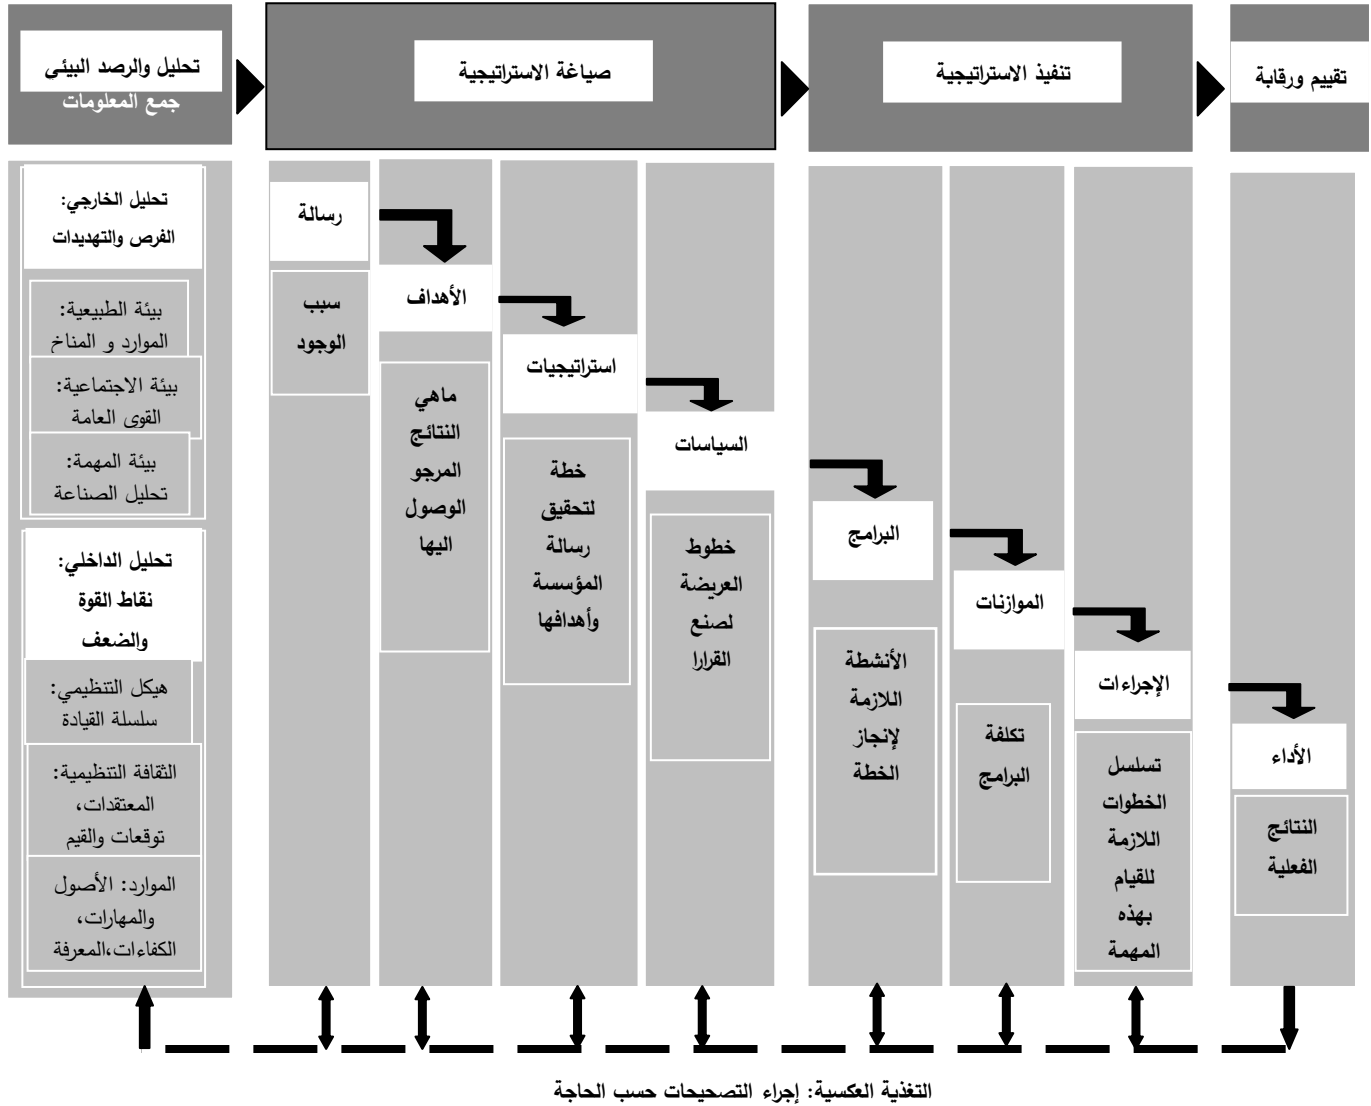 تحليل والرصد البيئي
جمع المعلومات
صياغة الاستراتيجية
تنفيذ الاستراتيجية
تقييم ورقابة
تحليل الخارجي:
الفرص والتهديدات
بيئة الطبيعية:
الموارد و المناخ
بيئة الاجتماعية:
القوى العامة
بيئة المهمة:
تحليل الصناعة
تحليل الداخلي:
نقاط القوة
والضعف
هيكل التنظيمي:
سلسلة القيادة
الثقافة التنظيمية:
المعتقدات،
توقعات والقيم
الموارد: الأصول
والمهارات،
الكفاءات،المعرفة
رسالة
سبب
الوجود
الأهداف
ماهي
النتائج
المرجو
الوصول
اليها
استراتيجيات
خطة
لتحقيق
رسالة
المؤسسة
وأهدافها
السياسات
خطوط
العريضة
لصنع
القرارا
البرامج
الأنشطة
اللازمة
لإنجاز
الخطة
الموازنات
تكلفة
البرامج
الإجراءات
تسلسل
الخطوات
اللازمة
للقيام
بهذه
المهمة
الأداء
النتائج
الفعلية
التغذية العكسية: إجراء التصحيحات حسب الحاجة